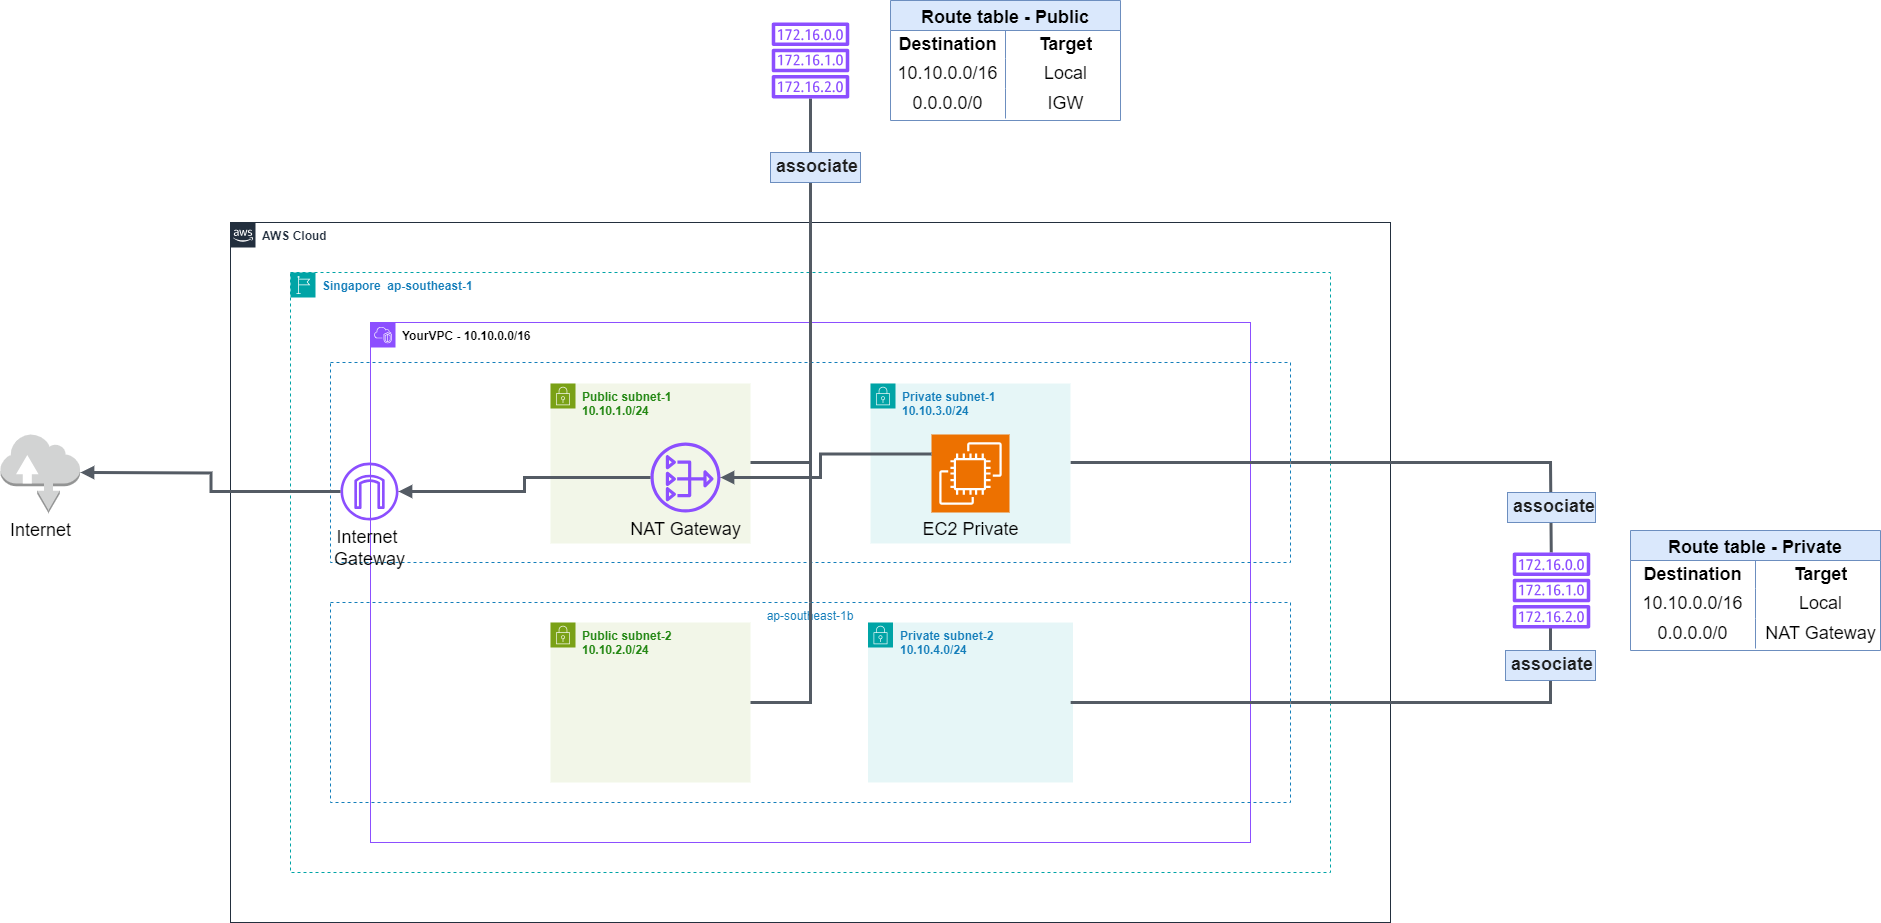 172.16.0.0
172.16.1.0
172.16.2.0
Route table - Public
Destination Target
10.10.0.0/16 Local
0.0.0.0/0 IGW
associate
aws
AWS Cloud
Singapore ap-southeast-1
YourVPC - 10.10.0.0/16
Public subnet-1
10.10.1.0/24
Private subnet-1
10.10.3.0/24
Internet
Internet
Gateway
NAT Gateway
EC2 Private
associate
172.16.0.0
172.16.1.0
172.16.2.0
associate
Route table - Private
Destination Target
10.10.0.0/16 Local
0.0.0.0/0 NAT Gateway
ap-southeast-1b
Public subnet-2
10.10.2.0/24
Private subnet-2
10.10.4.0/24